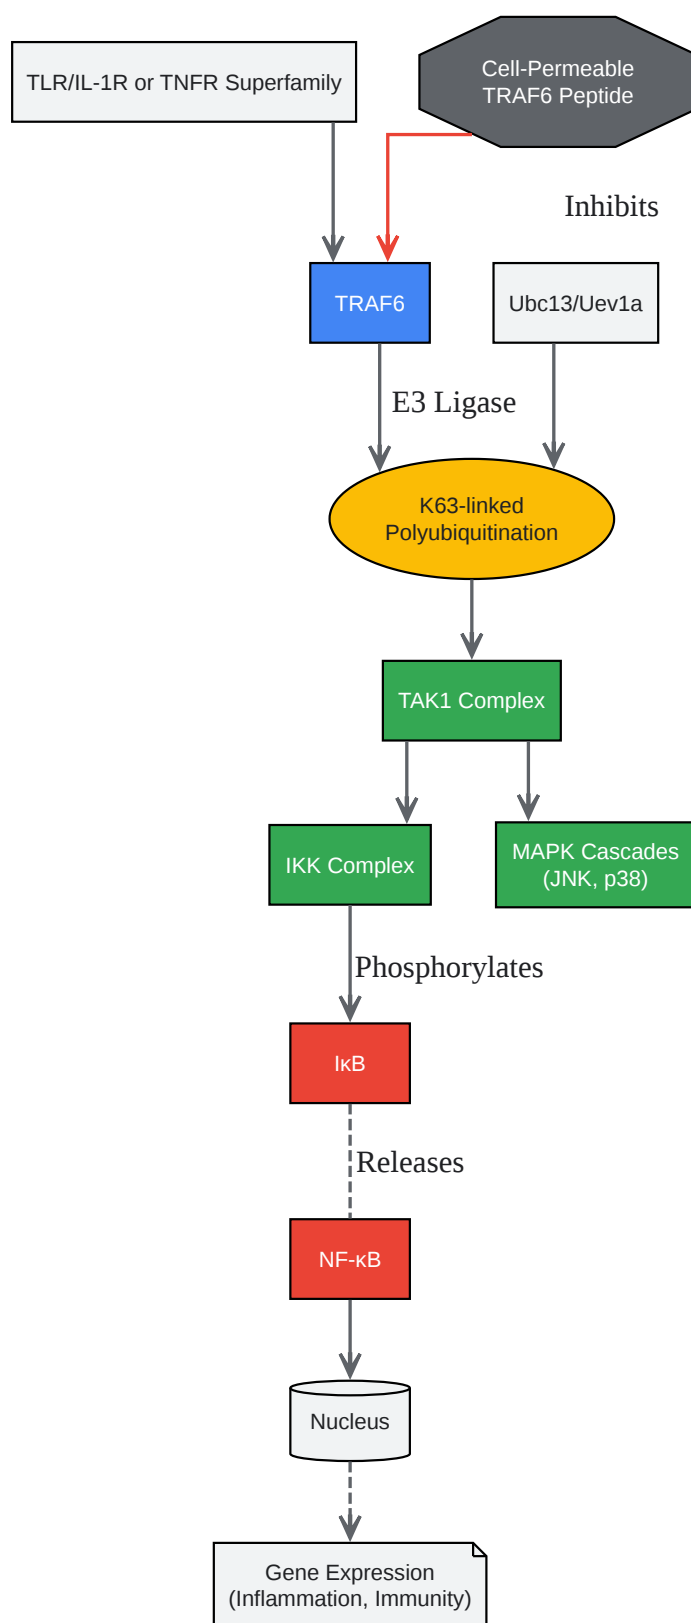 TLR/IL-1R or TNFR Superfamily
Cell-Permeable
TRAF6 Peptide
Inhibits
TRAF6
Ubc13/Uev1a
E3 Ligase
K63-linked
Polyubiquitination
TAK1 Complex
IKK Complex
MAPK Cascades
(JNK, p38)
Phosphorylates
IκB
Releases
NF-κB
Nucleus
Gene Expression
(Inflammation, Immunity)